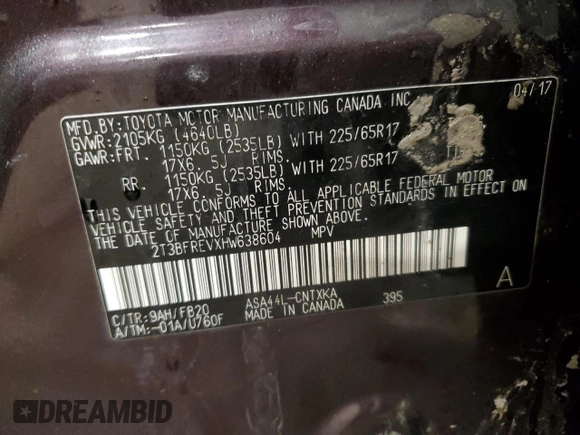 MFD.BY:TOYOTA MOTOR MANUFACTURING CANADA INC. 04/17
GVWR:2105KG (4640LB)
GAWR:FRT. 1150KG (2535LB) WITH 225/65R17
17X6.5J RIMS.
RR. 1150KG (2535LB) WITH 225/65R17
17X6.5J RIMS.
THIS VEHICLE CONFORMS TO ALL APPLICABLE FEDERAL MOTOR
VEHICLE SAFETY AND THEFT PREVENTION STANDARDS IN EFFECT ON
THE DATE OF MANUFACTURE SHOWN ABOVE.
2T3BFREVXHW638604 MPV
A
C/TR:9AH/FB20 ASA44L-CNTXKA 395
A/TM:-01A/U760F MADE IN CANADA
DREAMBID